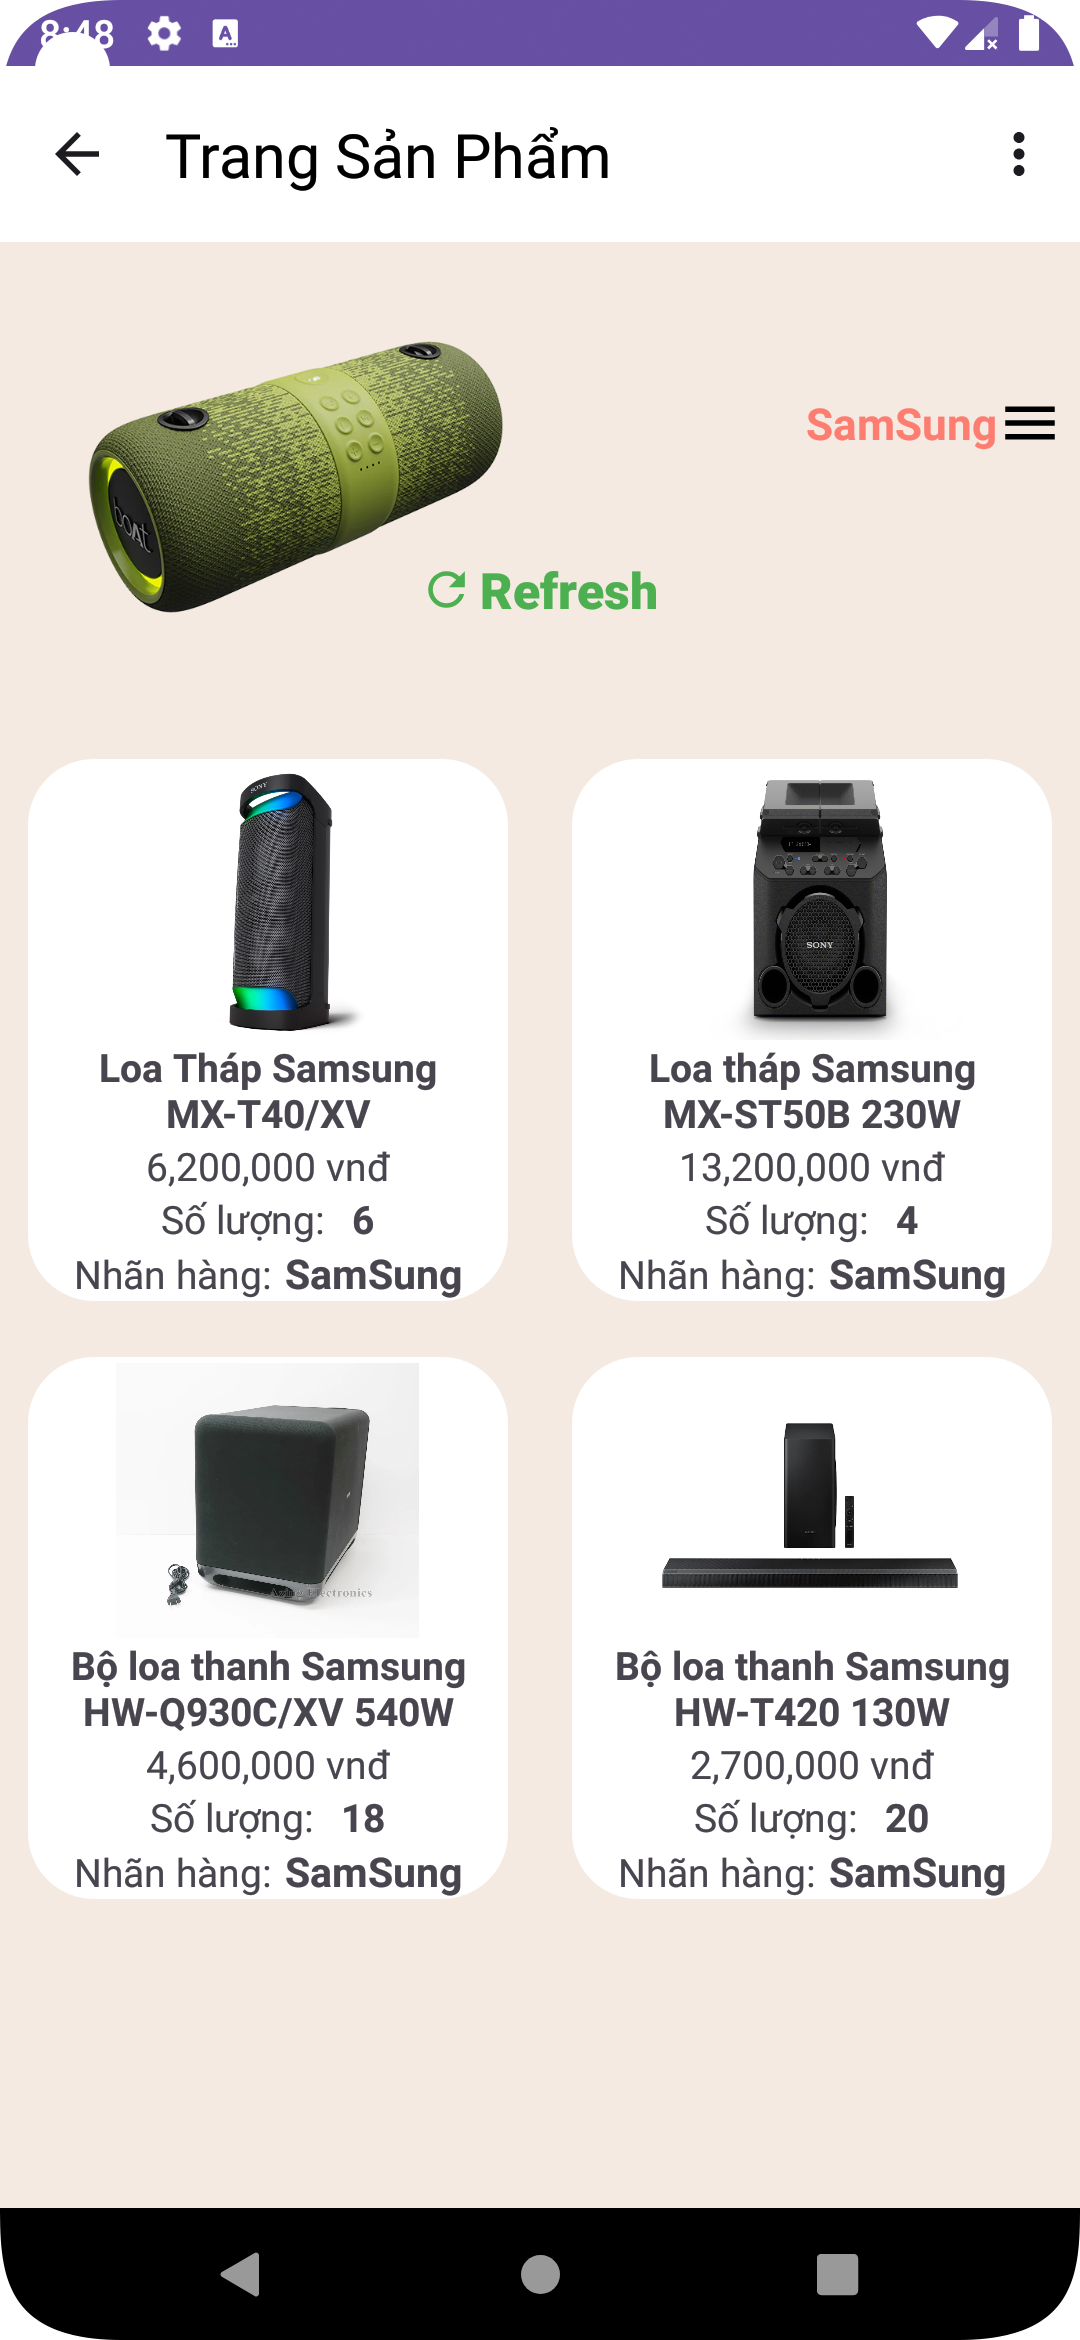 8:48
Trang Sản Phẩm
boAt
SamSung
Refresh
SONY
SONY
Loa Tháp Samsung
MX-T40/XV
6,200,000 vnđ
Số lượng: 6
Nhãn hàng: SamSung
Loa tháp Samsung
MX-ST50B 230W
13,200,000 vnđ
Số lượng: 4
Nhãn hàng: SamSung
Bộ loa thanh Samsung
HW-Q930C/XV 540W
4,600,000 vnđ
Số lượng: 18
Nhãn hàng: SamSung
Bộ loa thanh Samsung
HW-T420 130W
2,700,000 vnđ
Số lượng: 20
Nhãn hàng: SamSung